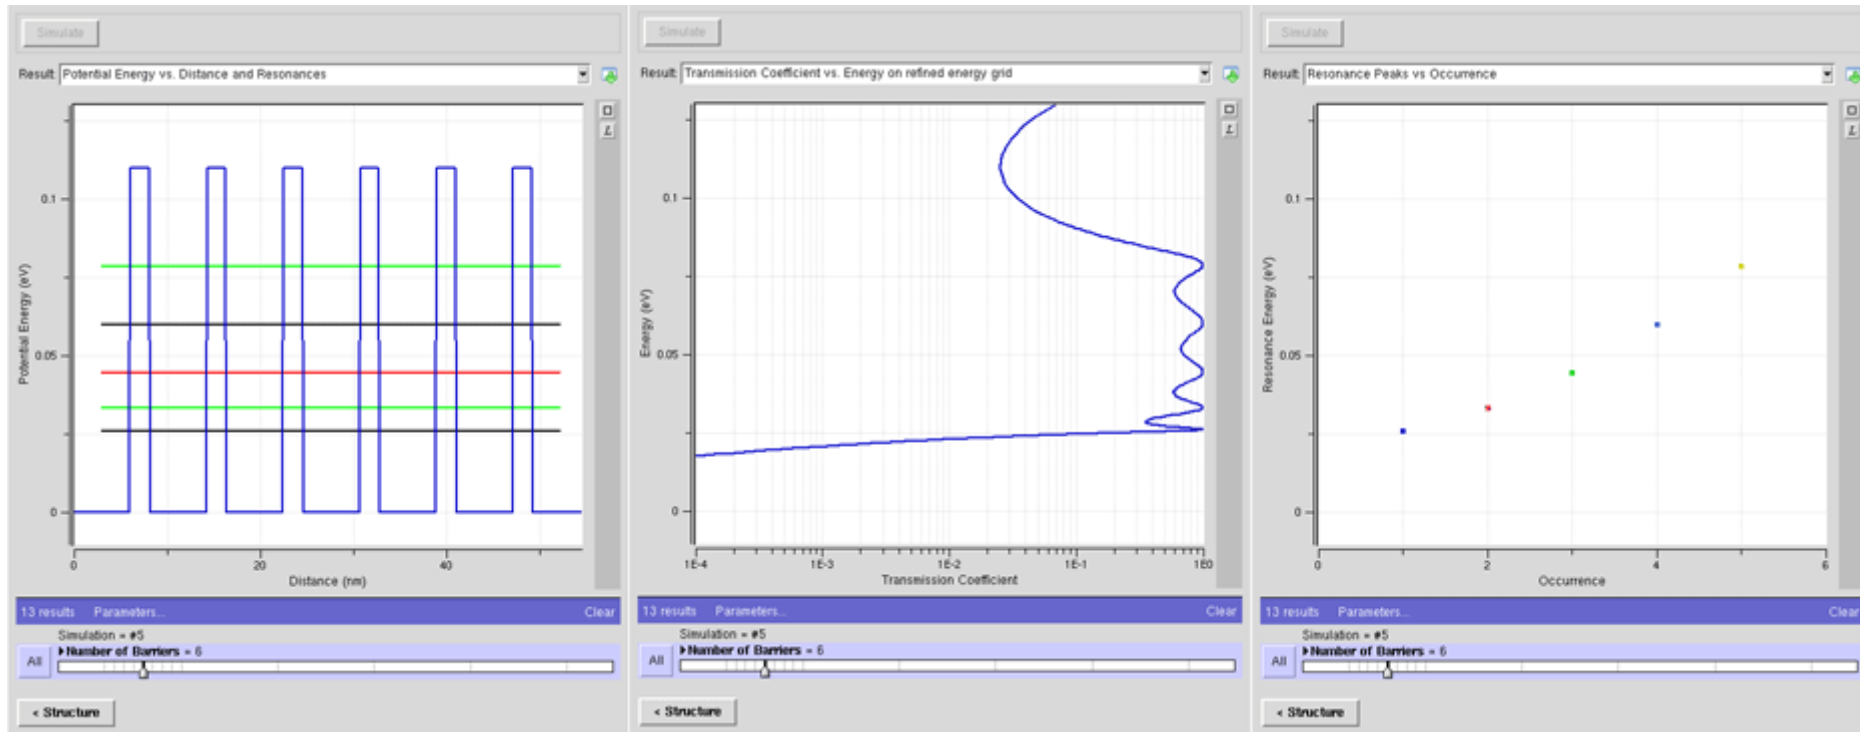 Simulate
Result: Potential Energy vs. Distance and Resonances
L
Potential Energy (eV)
0.1
0.05
0
0
20
40
Distance (nm)
13 results Parameters... Clear
Simulation = #5
All
Number of Barriers = 6
< Structure
Simulate
Result: Transmission Coefficient vs. Energy on refined energy grid
L
Energy (eV)
0.1
0.05
0
1E-4
1E-3
1E-2
1E-1
1E0
Transmission Coefficient
13 results Parameters... Clear
Simulation = #5
All
Number of Barriers = 6
< Structure
Simulate
Result: Resonance Peaks vs Occurrence
L
Resonance Energy (eV)
0.1
0.05
0
0
2
4
6
Occurrence
13 results Parameters... Clear
Simulation = #5
All
Number of Barriers = 6
< Structure